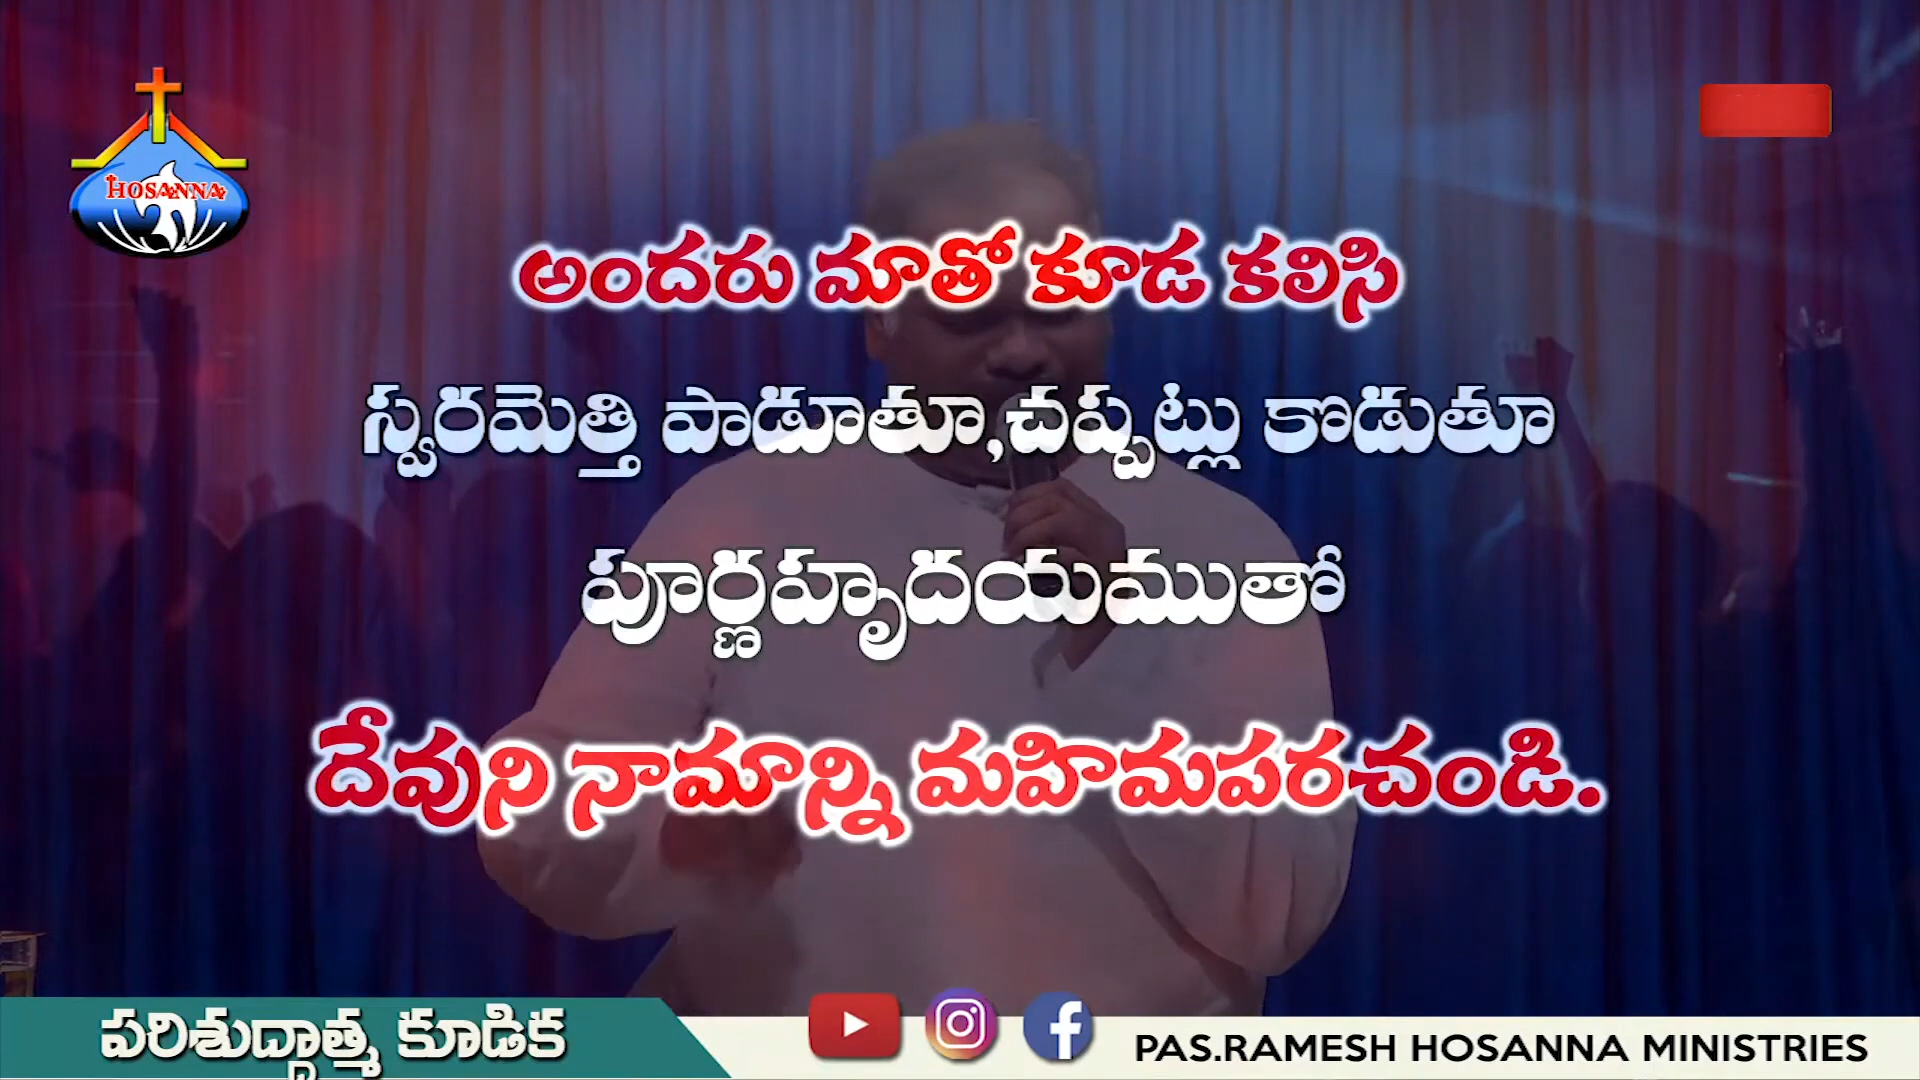 HOSANNA
అందరు మాతో కూడ కలిసి
స్వరమెత్తి పాడుతూ,చప్పట్లు కొడుతూ
పూర్ణహృదయముతో
దేవుని నామాన్ని మహిమపరచండి.
పరిశుద్ధాత్మ కూడిక
PAS.RAMESH HOSANNA MINISTRIES